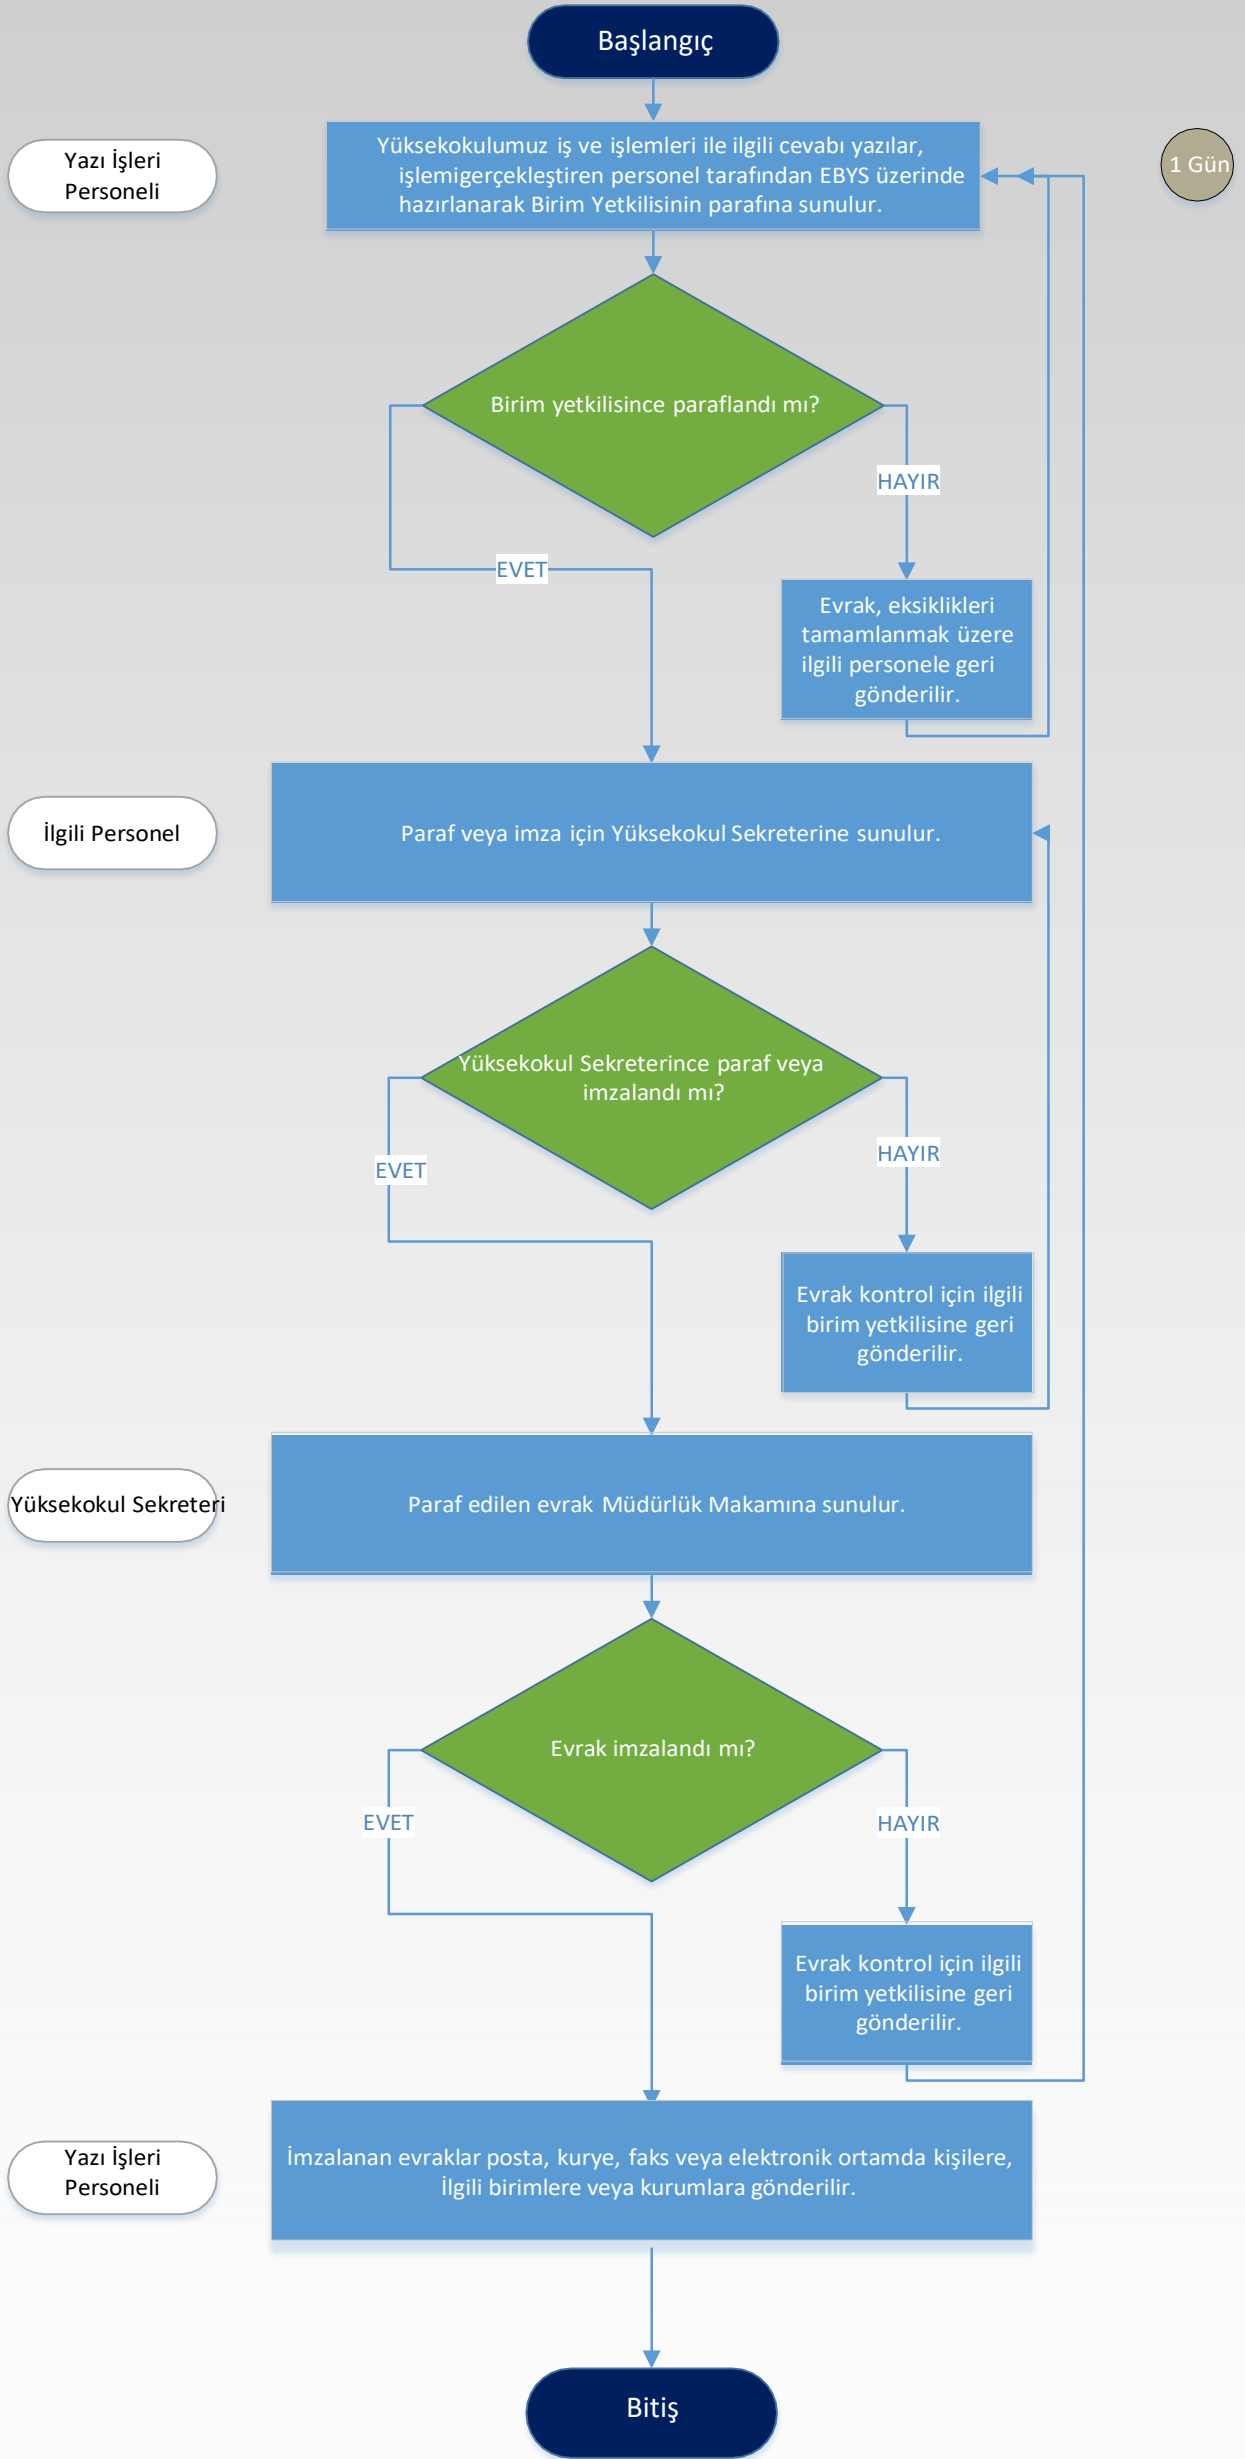 Başlangıç
Yazı İşleri
Personeli
Yüksekokulumuz iş ve işlemleri ile ilgili cevabı yazılar,
işlemigerçekleştiren personel tarafından EBYS üzerinde
hazırlanarak Birim Yetkilisinin parafına sunulur.
1 Gün
Birim yetkilisince paraflandı mı?
HAYIR
EVET
Evrak, eksiklikleri
tamamlanmak üzere
ilgili personele geri
gönderilir.
İlgili Personel
Paraf veya imza için Yüksekokul Sekreterine sunulur.
Yüksekokul Sekreterince paraf veya
imzalandı mı?
EVET
HAYIR
Evrak kontrol için ilgili
birim yetkilisine geri
gönderilir.
Yüksekokul Sekreteri
Paraf edilen evrak Müdürlük Makamına sunulur.
Evrak imzalandı mı?
EVET
HAYIR
Evrak kontrol için ilgili
birim yetkilisine geri
gönderilir.
Yazı İşleri
Personeli
İmzalanan evraklar posta, kurye, faks veya elektronik ortamda kişilere,
İlgili birimlere veya kurumlara gönderilir.
Bitiş